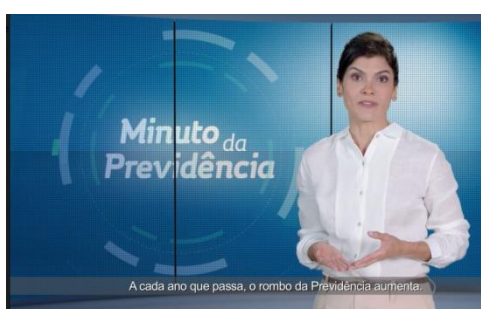 Minuto da
Previdência
A cada ano que passa, o rombo da Previdência aumenta.